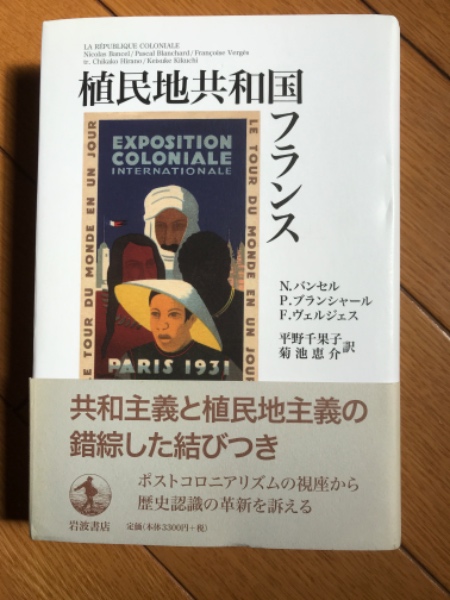 LA RÉPUBLIQUE COLONIALE
Nicolas Bancel/Pascal Blanchard/Françoise Vergès
tr. Chikako Hirano/Keisuke Kikuchi
植民地共和国
フランス
EXPOSITION
COLONIALE
INTERNATIONALE
LE TOUR DU MONDE EN UN JOUR
LE TOUR DU MONDE EN UN JOUR
PARIS 1931
N.バンセル
P.ブランシャール
F.ヴェルジェス
平野千果子
菊池恵介 訳
共和主義と植民地主義の
錯綜した結びつき
ポストコロニアリズムの視座から
歴史認識の革新を訴える
岩波書店
定価(本体3300円+税)